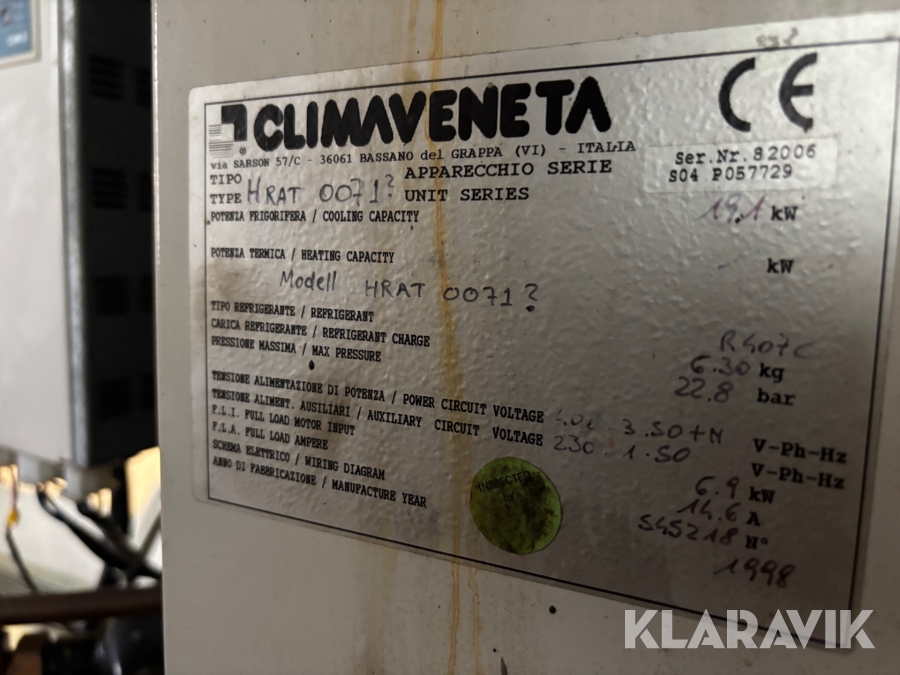 CLIMAVENETA
CE
via SARSON 57/C - 36061 BASSANO del GRAPPA (VI) - ITALIA
Ser.Nr. 82006
S04 P057729
TIPO
APPARECCHIO SERIE
TYPE HRAT 0071? UNIT SERIES
POTENZA FRIGORIFERA / COOLING CAPACITY 19,1 kW
POTENZA TERMICA / HEATING CAPACITY - kW
Modell HRAT 0071?
TIPO REFRIGERANTE / REFRIGERANT R407C
CARICA REFRIGERANTE / REFRIGERANT CHARGE 6.30 kg
PRESSIONE MASSIMA / MAX PRESSURE 22.8 bar
TENSIONE ALIMENTAZIONE DI POTENZA / POWER CIRCUIT VOLTAGE 3.50+N V-Ph-Hz
TENSIONE ALIMENT. AUSILIARI / AUXILIARY CIRCUIT VOLTAGE 230.1.50 V-Ph-Hz
F.L.I. FULL LOAD MOTOR INPUT 6.9 kW
F.L.A. FULL LOAD AMPERE 14.6 A
SCHEMA ELETTRICO / WIRING DIAGRAM 545218 N°
ANNO DI FABBRICAZIONE / MANUFACTURE YEAR 1998
INSPECTED
BY
KLARAVIK